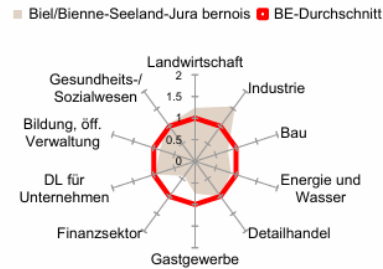 Biel/Bienne-Seeland-Jura bernois BE-Durchschnitt
Landwirtschaft
2
1.5
1
0.5
0
Industrie
Bau
Energie und
Wasser
Detailhandel
Gastgewerbe
Finanzsektor
DL für
Unternehmen
Bildung, öff.
Verwaltung
Gesundheits-/
Sozialwesen